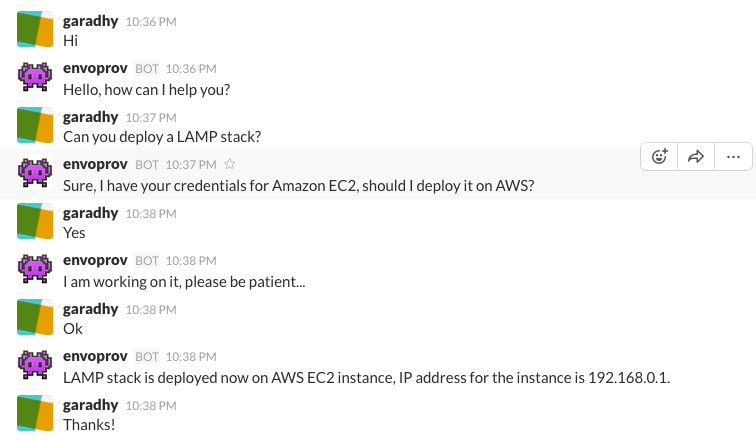 garadhy 10:36 PM
Hi
envoprov BOT 10:36 PM
Hello, how can I help you?
garadhy 10:37 PM
Can you deploy a LAMP stack?
envoprov BOT 10:37 PM
Sure, I have your credentials for Amazon EC2, should I deploy it on AWS?
garadhy 10:38 PM
Yes
envoprov BOT 10:38 PM
I am working on it, please be patient...
garadhy 10:38 PM
Ok
envoprov BOT 10:38 PM
LAMP stack is deployed now on AWS EC2 instance, IP address for the instance is 192.168.0.1.
garadhy 10:38 PM
Thanks!